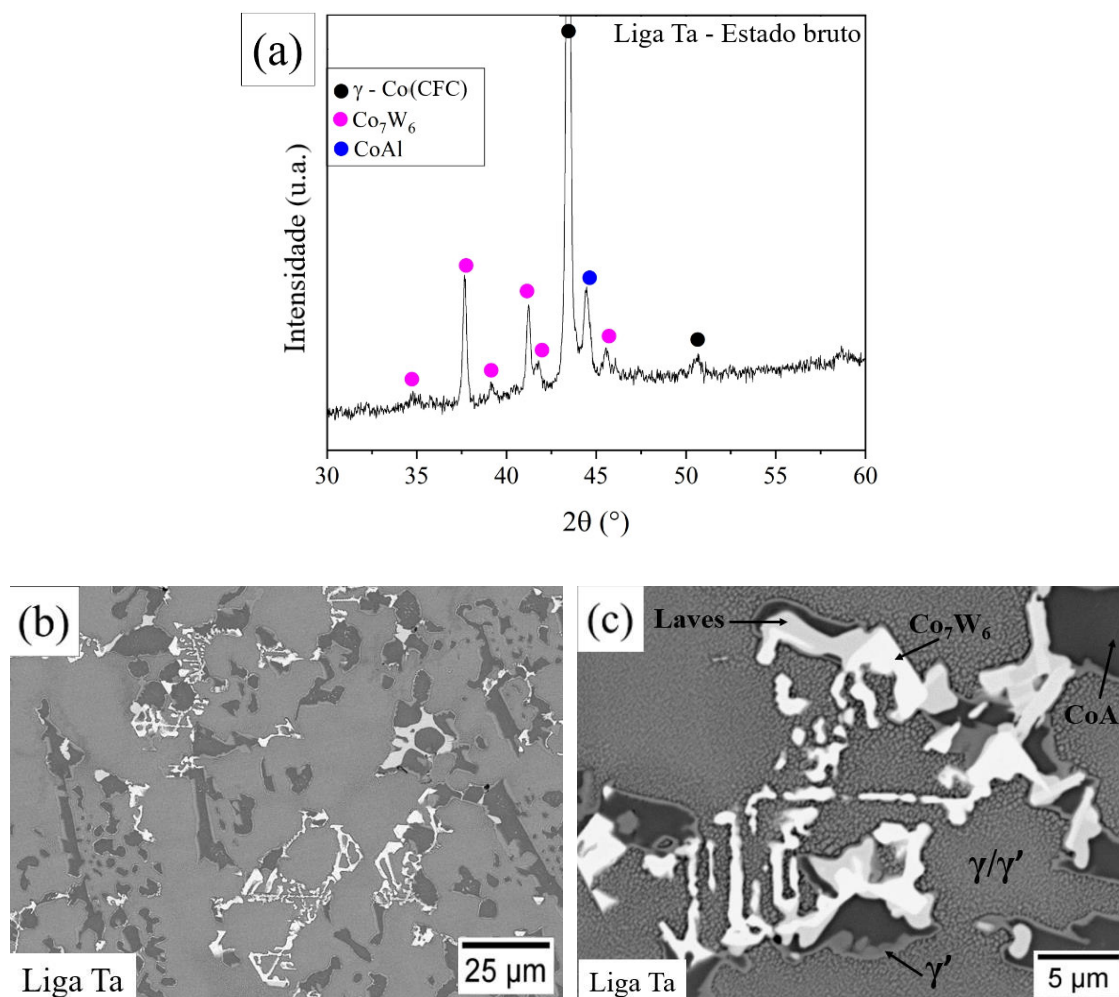 (a)
Liga Ta - Estado bruto
γ - Co(CFC)
Co₇W₆
CoAl
Intensidade (u.a.)
30 35 40 45 50 55 60
2θ (°)
(b)
Liga Ta
25 µm
(c)
Laves
Co₇W₆
CoA
γ/γ’
γ’
Liga Ta
5 µm